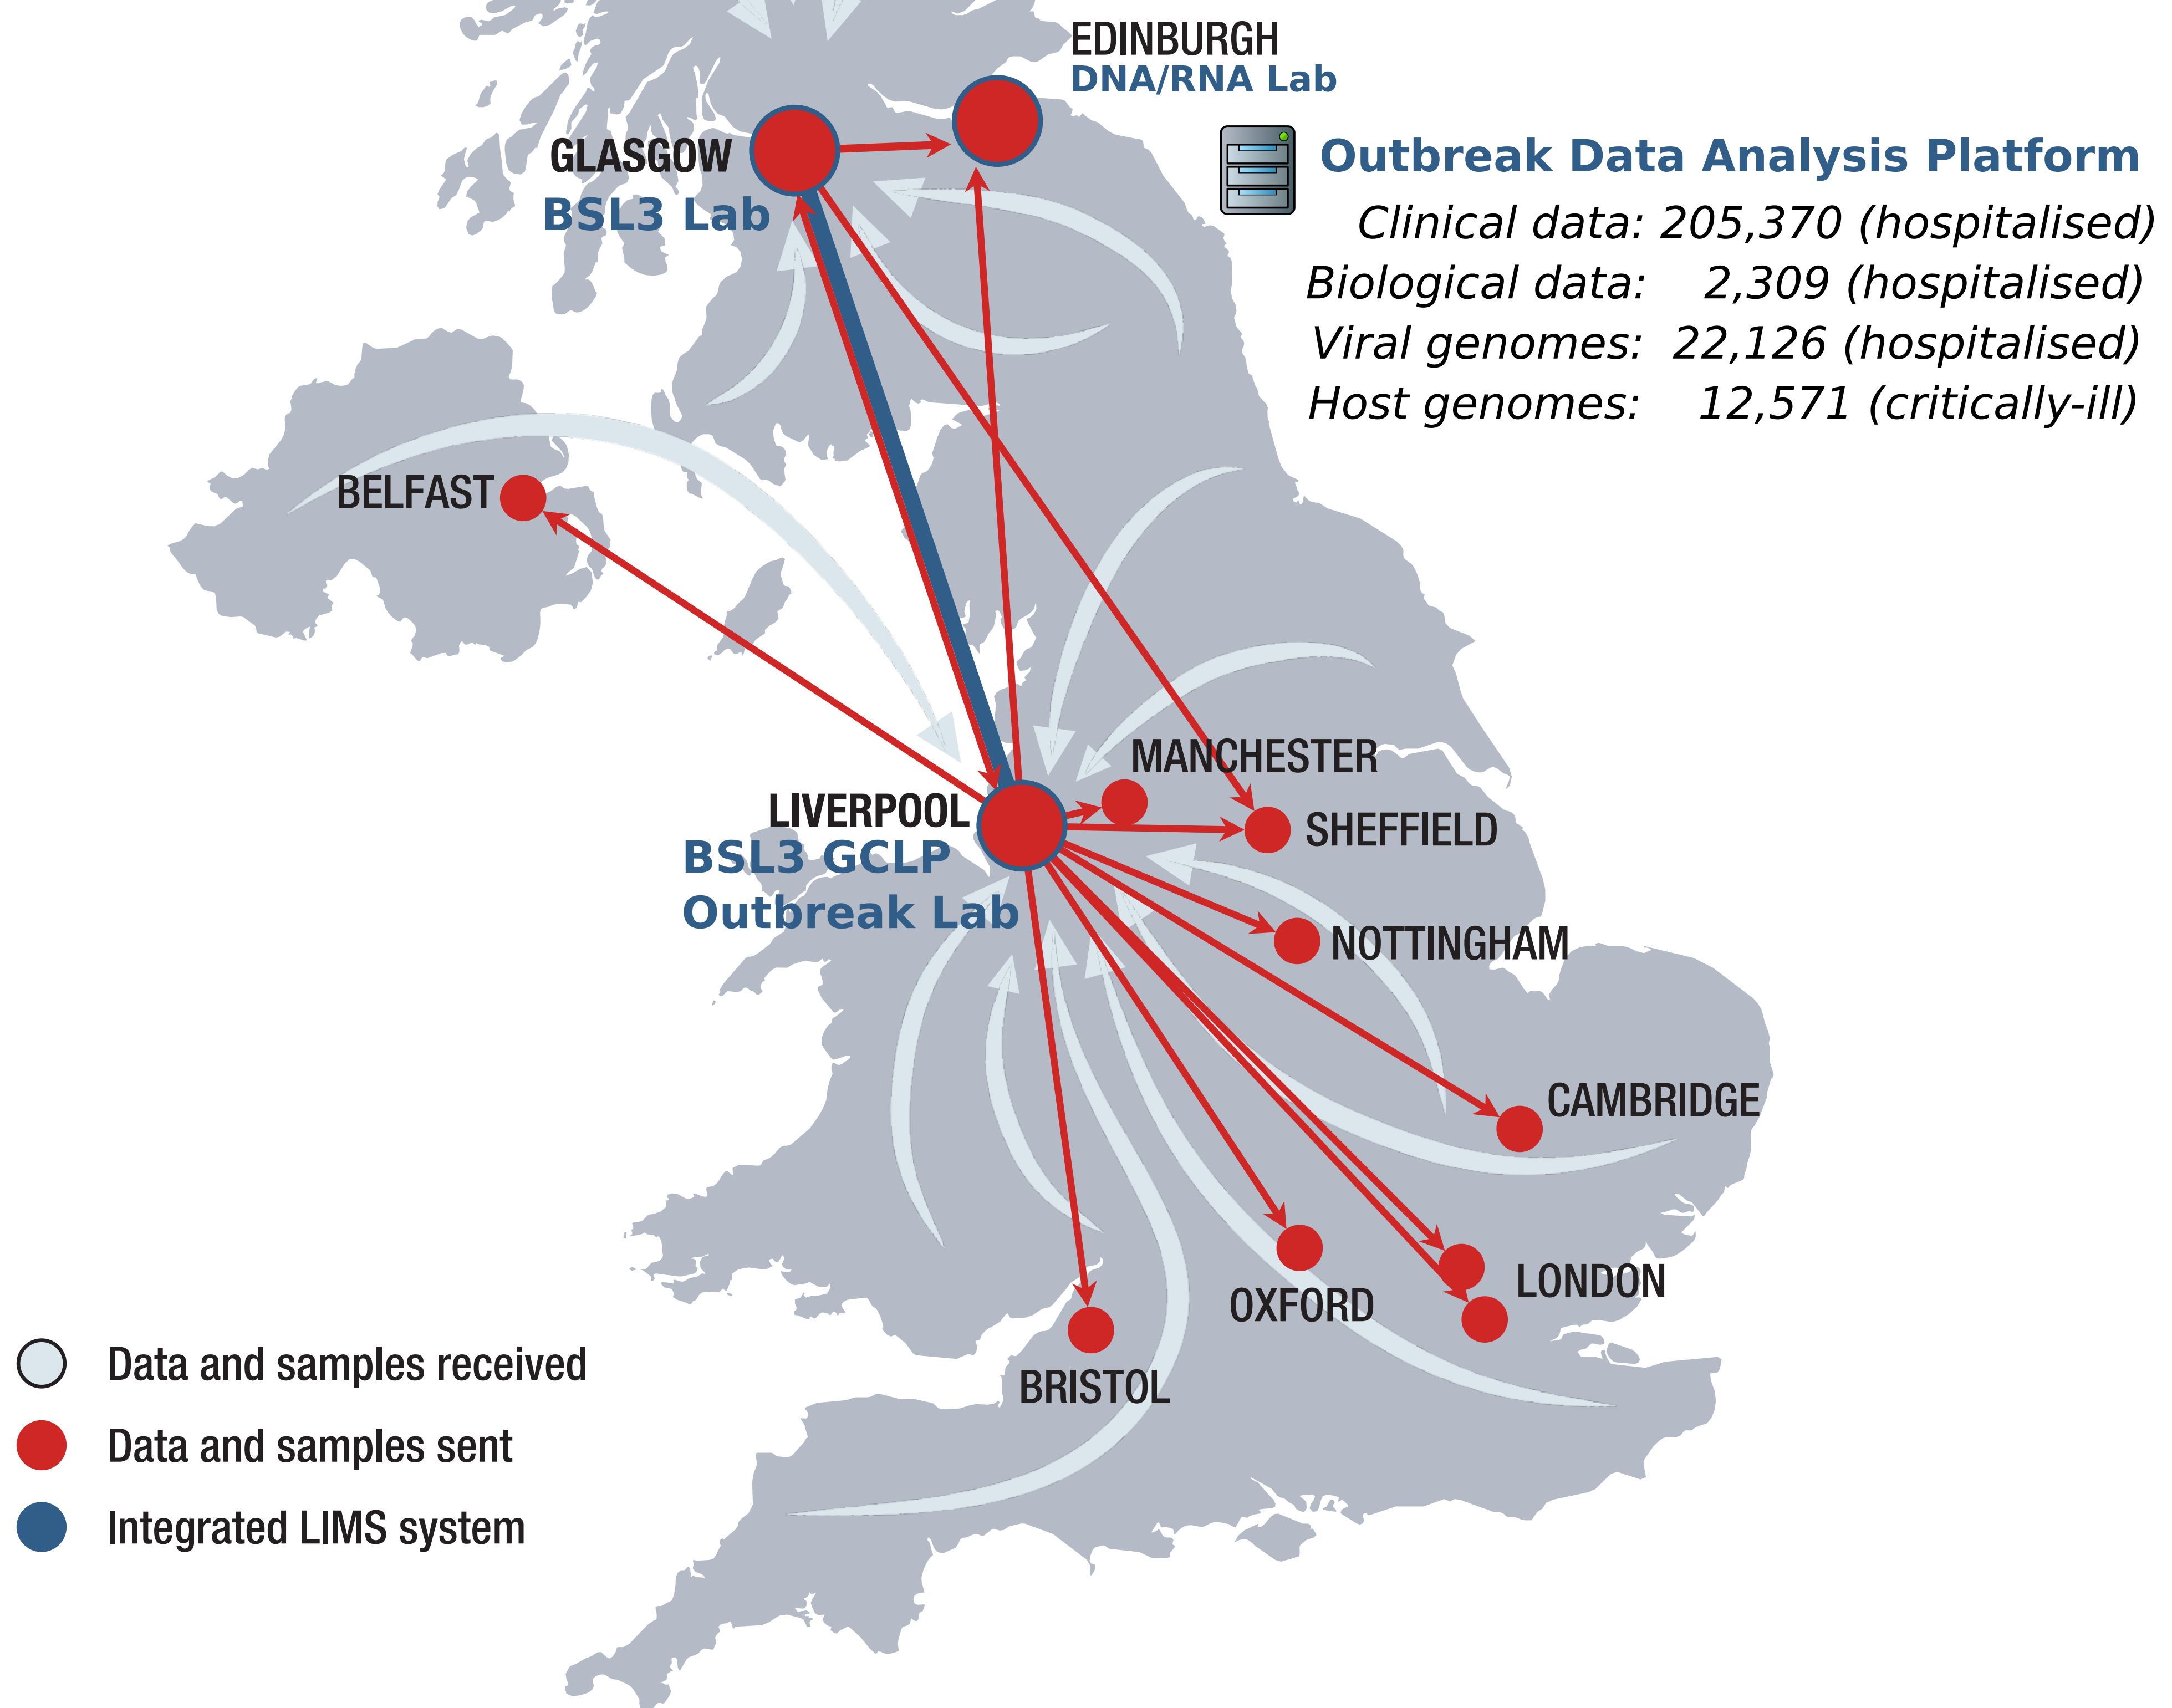 EDINBURGH
DNA/RNA Lab
GLASGOW
BSL3 Lab
Outbreak Data Analysis Platform
Clinical data: 205,370 (hospitalised)
Biological data: 2,309 (hospitalised)
Viral genomes: 22,126 (hospitalised)
Host genomes: 12,571 (critically-ill)
BELFAST
MANCHESTER
LIVERPOOL
BSL3 GCLP
Outbreak Lab
SHEFFIELD
NOTTINGHAM
CAMBRIDGE
LONDON
OXFORD
BRISTOL
Data and samples received
Data and samples sent
Integrated LIMS system